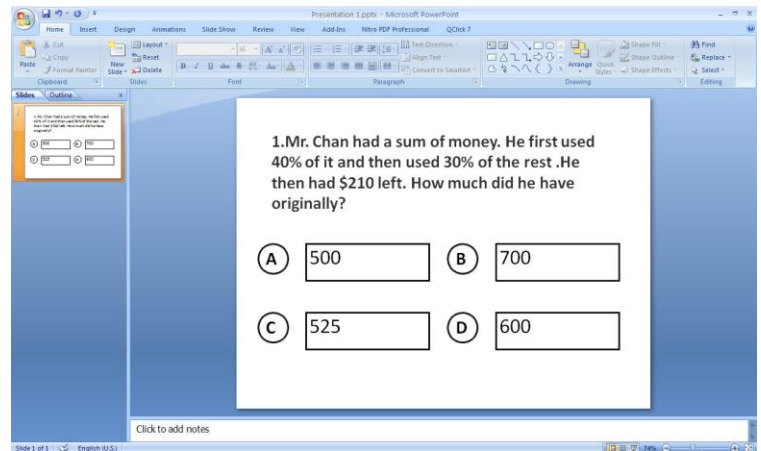 Presentation 1.pptx - Microsoft PowerPoint
Home Insert Design Animations Slide Show Review View Add-Ins Nitro PDF Professional QClick 7
Paste
Cut
Copy
Format Painter
Clipboard
New Slide
Layout
Reset
Delete
Slides
Font
Text Direction
Align Text
Convert to SmartArt
Paragraph
Arrange
Quick Styles
Shape Fill
Shape Outline
Shape Effects
Drawing
Find
Replace
Select
Editing
Slides Outline
1.Mr. Chan had a sum of money. He first used
40% of it and then used 30% of the rest .He
then had $210 left. How much did he have
originally?
A 500 B 700
C 525 D 600
Click to add notes
Slide 1 of 1 English (U.S.) 74%